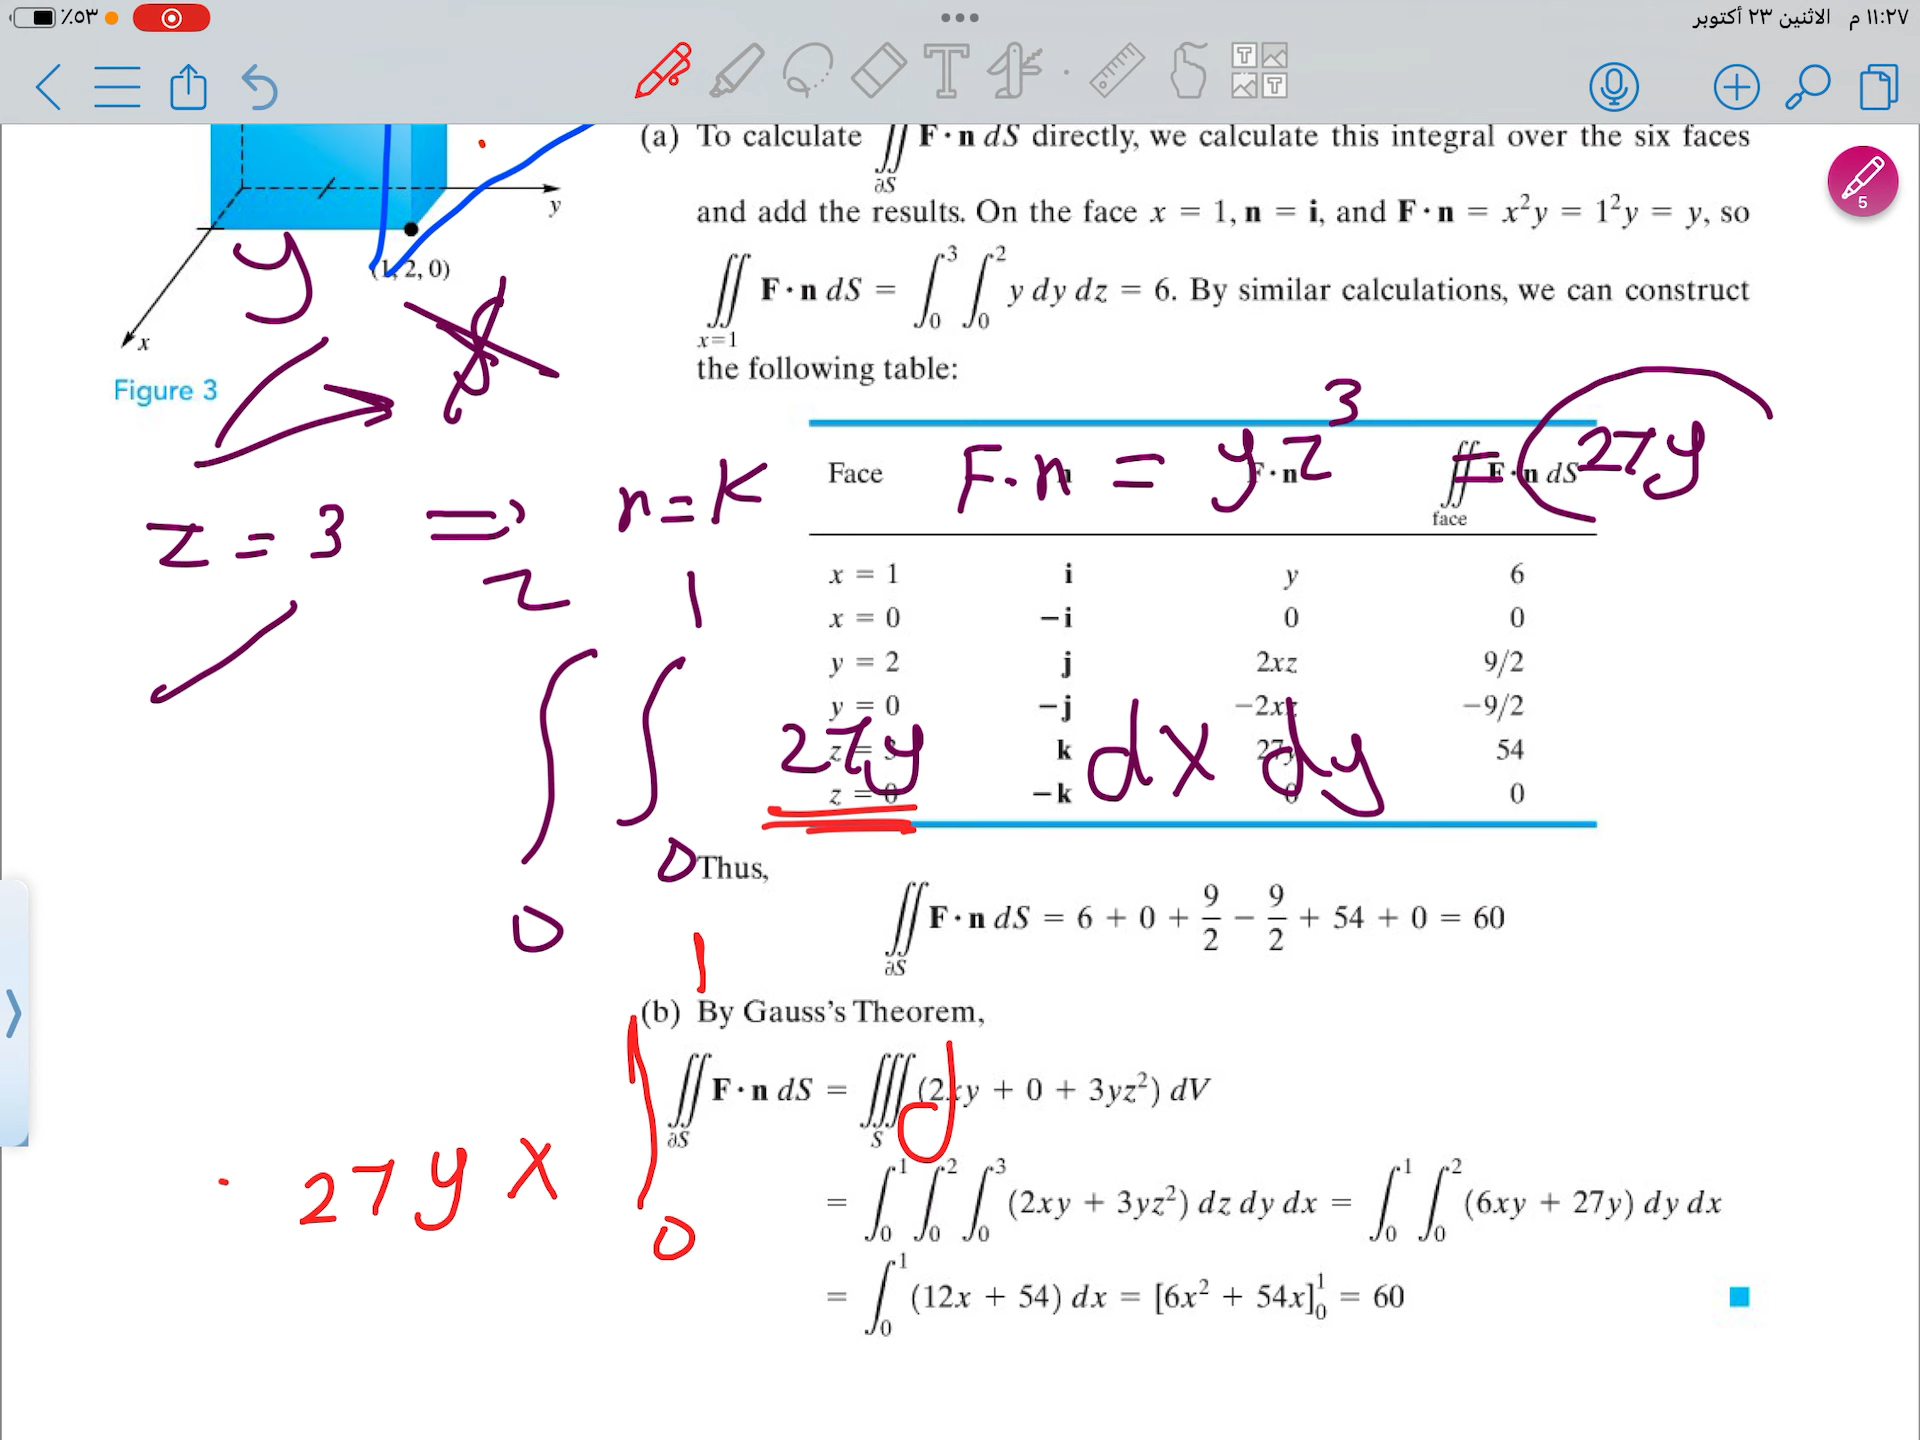 ٪٥٣
١١:٢٧ م الاثنين ٢٣ أكتوبر
5
y
(1, 2, 0)
x
Figure 3
y
(a) To calculate ∬∂S F · n dS directly, we calculate this integral over the six faces
and add the results. On the face x = 1, n = i, and F · n = x²y = 1²y = y, so
∬x=1 F · n dS = ∫₀³ ∫₀² y dy dz = 6. By similar calculations, we can construct
the following table:
Face F · n ∬face F · n dS
x = 1 i y 6
x = 0 −i 0 0
y = 2 j 2xz 9/2
y = 0 −j −2xz −9/2
z = 3 k 27y 54
z = 0 −k 0 0
F · n = yz³ = 27y
z = 3 ⇒ n = k
∫₀² ∫₀¹ 27y dx dy
Thus,
∬∂S F · n dS = 6 + 0 + 9/2 − 9/2 + 54 + 0 = 60
(b) By Gauss's Theorem,
∬∂S F · n dS = ∭S (2xy + 0 + 3yz²) dV
= ∫₀¹ ∫₀² ∫₀³ (2xy + 3yz²) dz dy dx = ∫₀¹ ∫₀² (6xy + 27y) dy dx
= ∫₀¹ (12x + 54) dx = [6x² + 54x]₀¹ = 60
27 y x 1 0 d